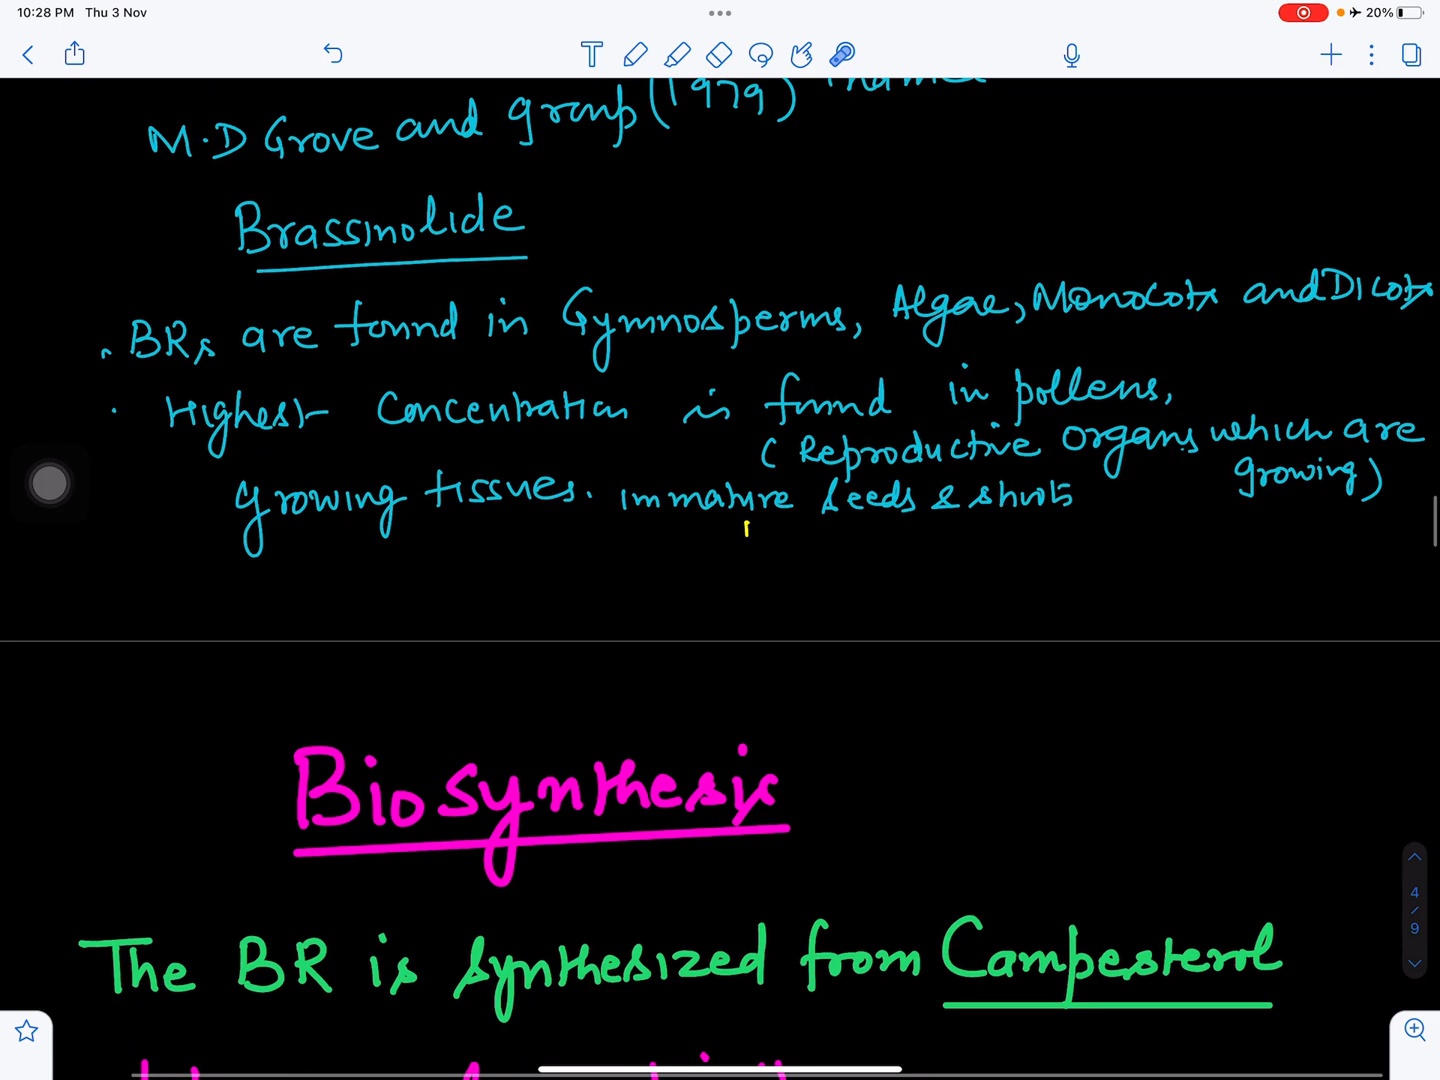 10:28 PM Thu 3 Nov
20%
M.D Grove and group (1979)
Brassinolide
BRs are found in Gymnosperms, Algae, Monocots and Dicots
Highest Concentration is found in pollens,
( Reproductive organs which are growing)
growing tissues. immature seeds &
Biosynthesis
The BR is synthesized from Campesterol
4
/
9